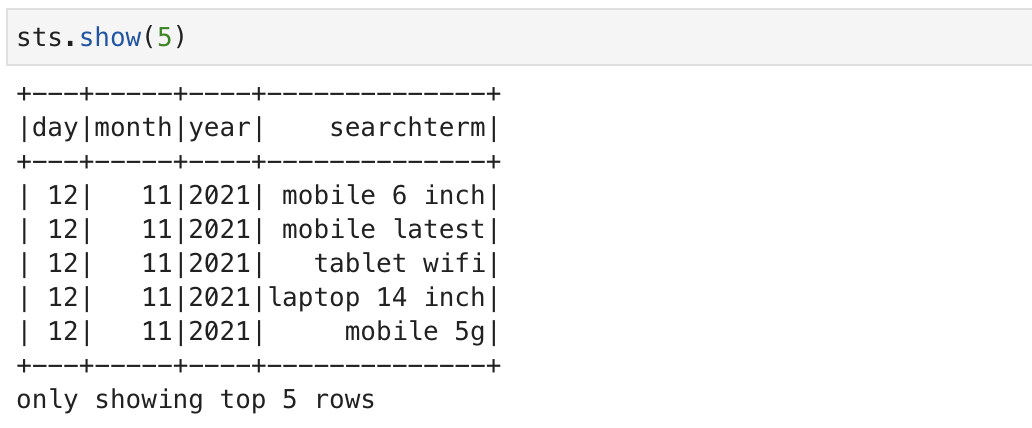 sts.show(5)
+---+-----+----+--------------+
|day|month|year|    searchterm|
+---+-----+----+--------------+
| 12|   11|2021| mobile 6 inch|
| 12|   11|2021| mobile latest|
| 12|   11|2021|   tablet wifi|
| 12|   11|2021|laptop 14 inch|
| 12|   11|2021|     mobile 5g|
+---+-----+----+--------------+
only showing top 5 rows